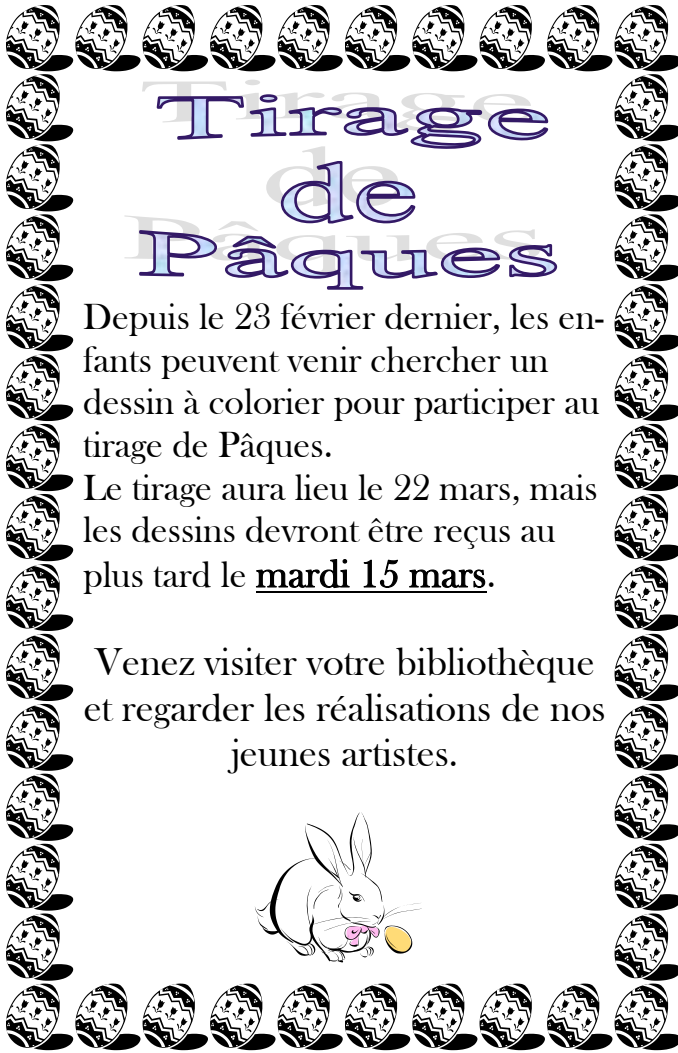 Tirage
de
Pâques
Depuis le 23 février dernier, les en-
fants peuvent venir chercher un
dessin à colorier pour participer au
tirage de Pâques.
Le tirage aura lieu le 22 mars, mais
les dessins devront être reçus au
plus tard le mardi 15 mars.
Venez visiter votre bibliothèque
et regarder les réalisations de nos
jeunes artistes.